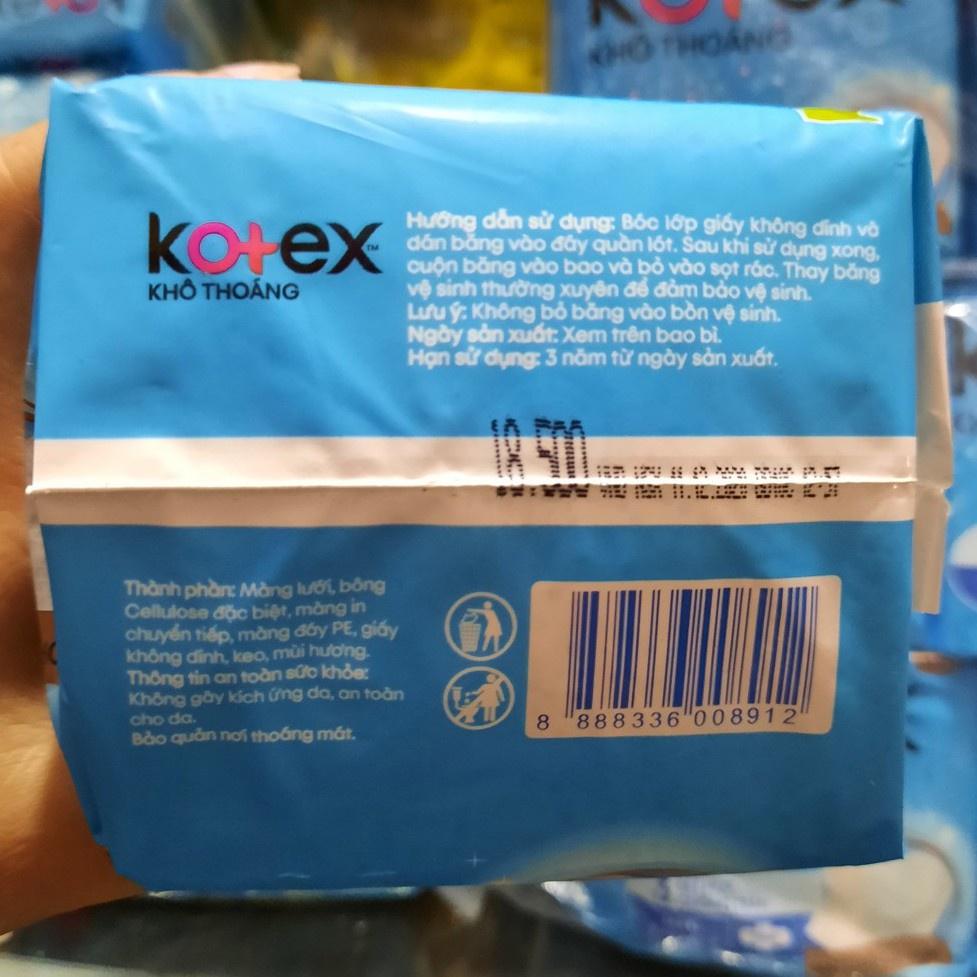 KHÔ THOÁNG
kotex™
KHÔ THOÁNG
Hướng dẫn sử dụng: Bóc lớp giấy không dính và
dán băng vào đáy quần lót. Sau khi sử dụng xong,
cuộn băng vào bao và bỏ vào sọt rác. Thay băng
vệ sinh thường xuyên để đảm bảo vệ sinh.
Lưu ý: Không bỏ băng vào bồn vệ sinh.
Ngày sản xuất: Xem trên bao bì.
Hạn sử dụng: 3 năm từ ngày sản xuất.
18.500
Thành phần: Màng lưới, bông
Cellulose đặc biệt, màng in
chuyển tiếp, màng đáy PE, giấy
không dính, keo, mùi hương.
Thông tin an toàn sức khỏe:
Không gây kích ứng da, an toàn
cho da.
Bảo quản nơi thoáng mát.
8 888336 008912